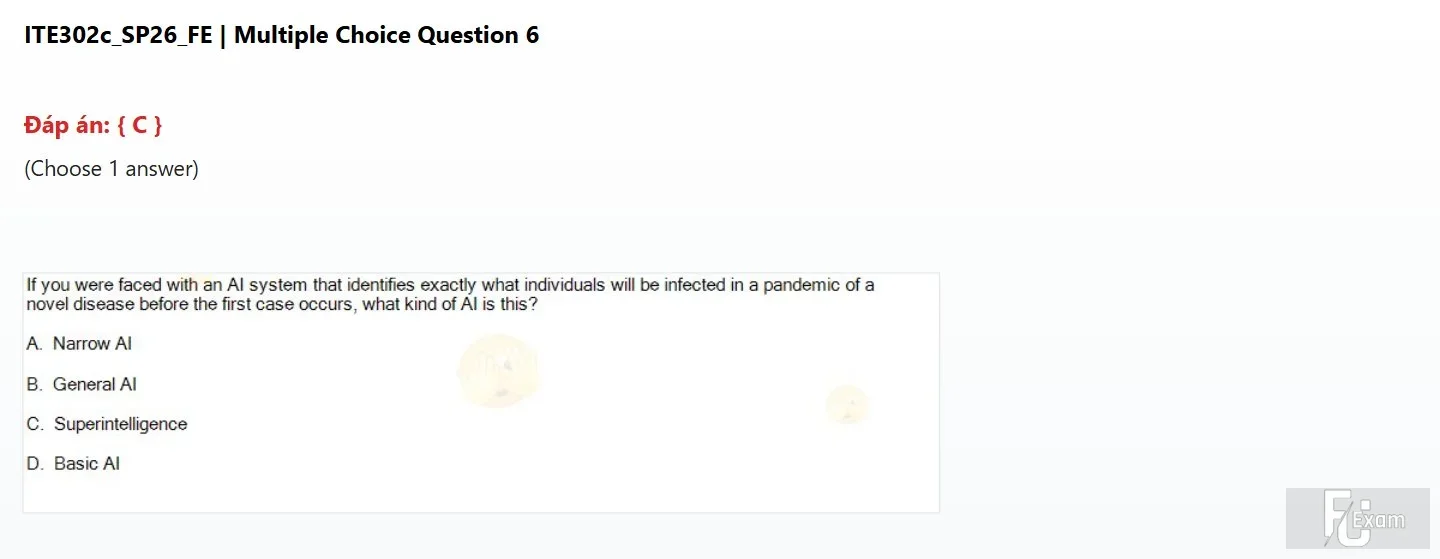 ITE302c_SP26_FE | Multiple Choice Question 6
Đáp án: { C }
(Choose 1 answer)
If you were faced with an AI system that identifies exactly what individuals will be infected in a pandemic of a
novel disease before the first case occurs, what kind of AI is this?
A. Narrow AI
B. General AI
C. Superintelligence
D. Basic AI
FU Exam